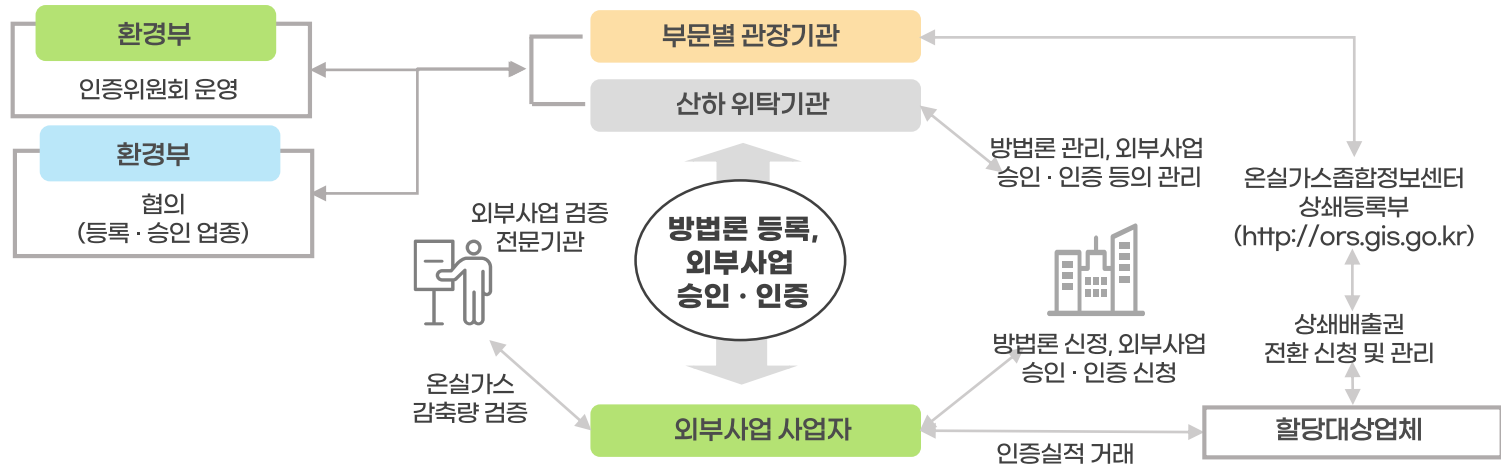 환경부
인증위원회 운영
환경부
협의
(등록 · 승인 업종)
부문별 관장기관
산하 위탁기관
방법론 관리, 외부사업
승인 · 인증 등의 관리
온실가스좁합정보센터
상쇄등록부
(http://ors.gis.go.kr)
외부사업 검증
전문기관
방법론 등록,
외부사업
승인 · 인증
온실가스
감축량 검증
방법론 신정, 외부사업
승인 · 인증 신청
상쇄배출권
전환 신청 및 관리
외부사업 사업자
인증실적 거래
할당대상업체